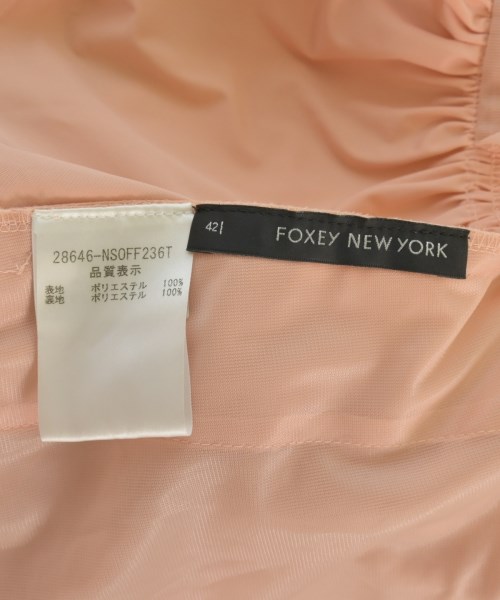 28646-NSOFF236T
品質表示
表地 ポリエステル 100%
裏地 ポリエステル 100%
42
FOXEY NEW YORK